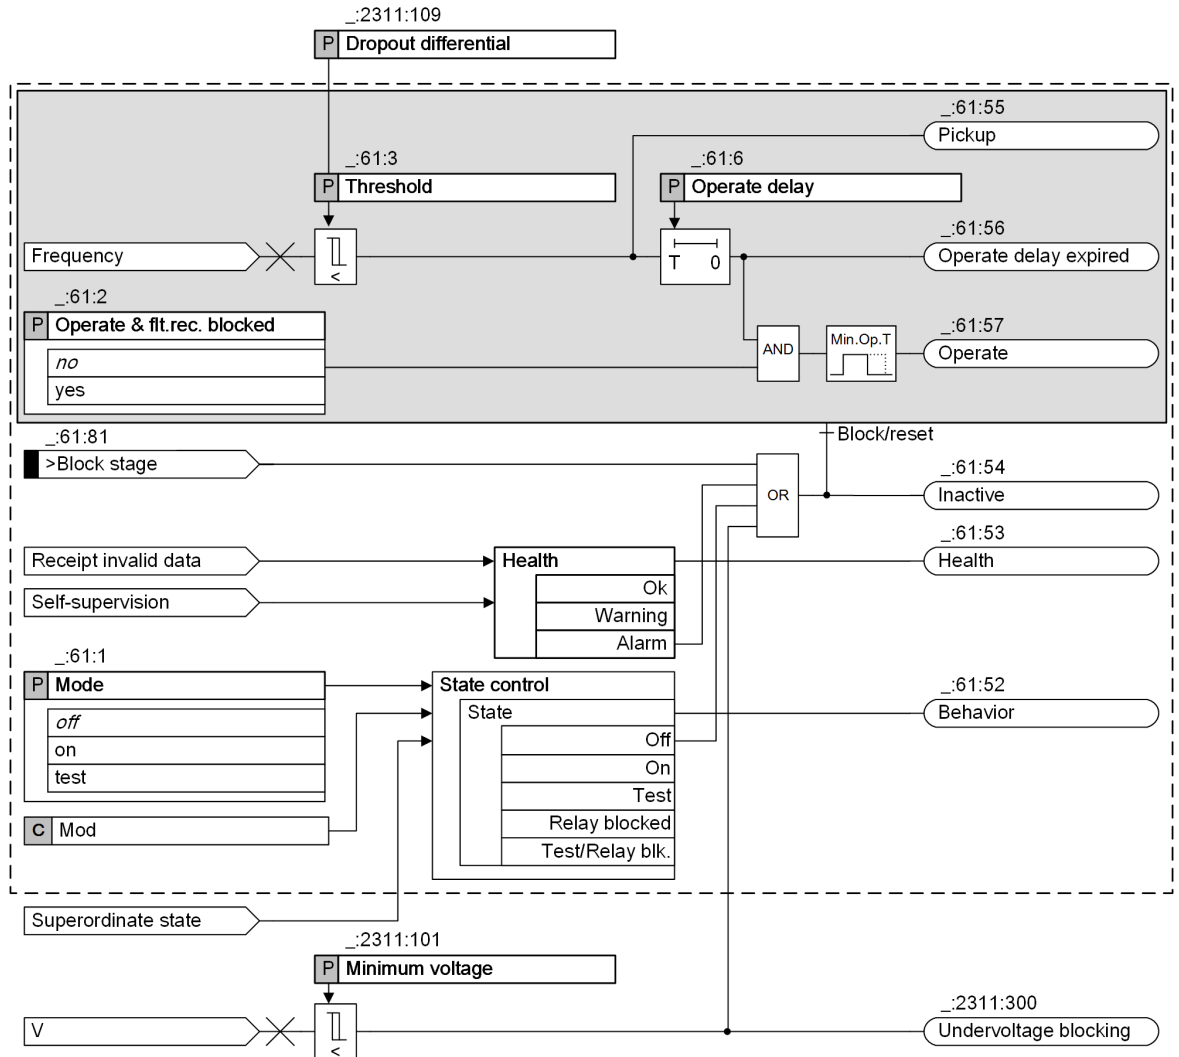 _:2311:109
P Dropout differential
_:61:55
Pickup
_:61:3
P Threshold
_:61:6
P Operate delay
_:61:56
Frequency
<
T 0
Operate delay expired
_:61:2
P Operate & flt.rec. blocked
no
yes
AND
Min.Op.T
_:61:57
Operate
_:61:81
>Block stage
Block/reset
OR
_:61:54
Inactive
_:61:53
Receipt invalid data
Health
Health
Self-supervision
Ok
Warning
Alarm
_:61:1
P Mode
off
on
test
State control
State
Off
On
Test
Relay blocked
Test/Relay blk.
_:61:52
Behavior
C Mod
Superordinate state
_:2311:101
P Minimum voltage
V
<
_:2311:300
Undervoltage blocking